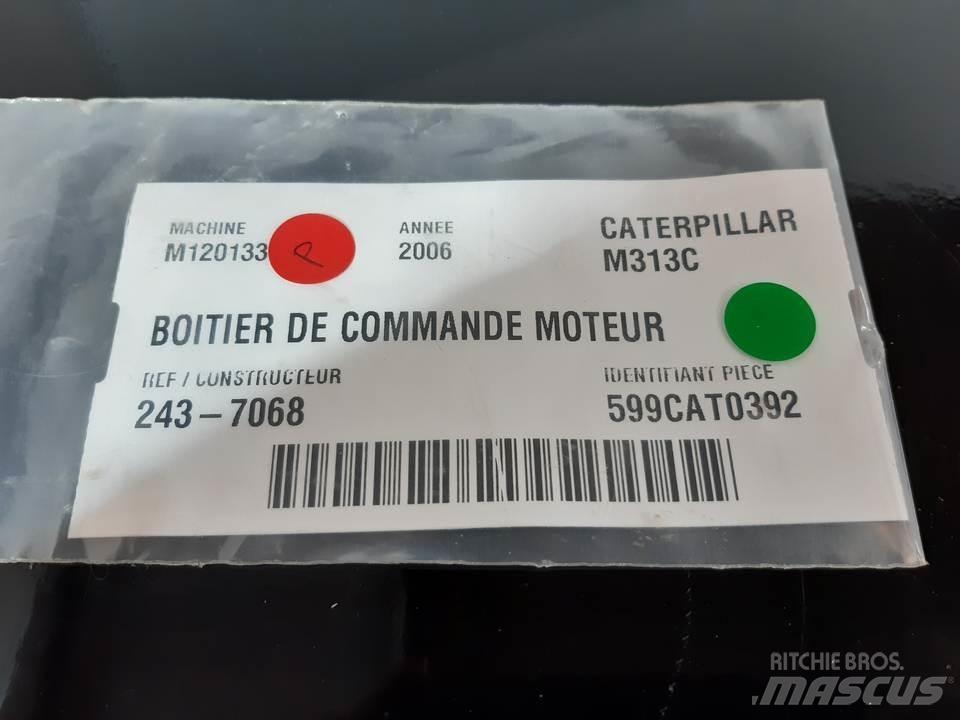 MACHINE
M120133
P
ANNEE
2006
CATERPILLAR
M313C
BOITIER DE COMMANDE MOTEUR
REF / CONSTRUCTEUR
243-7068
IDENTIFIANT PIECE
599CAT0392
RITCHIE BROS.
MASCUS